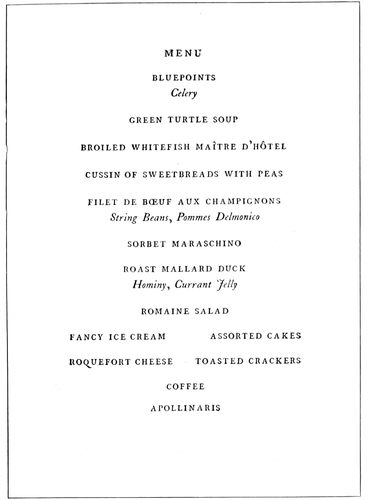 MENU
BLUEPOINTS
Celery
GREEN TURTLE SOUP
BROILED WHITEFISH MAÎTRE D'HÔTEL
CUSSIN OF SWEETBREADS WITH PEAS
FILET DE BŒUF AUX CHAMPIGNONS
String Beans, Pommes Delmonico
SORBET MARASCHINO
ROAST MALLARD DUCK
Hominy, Currant Jelly
ROMAINE SALAD
FANCY ICE CREAM ASSORTED CAKES
ROQUEFORT CHEESE TOASTED CRACKERS
COFFEE
APOLLINARIS